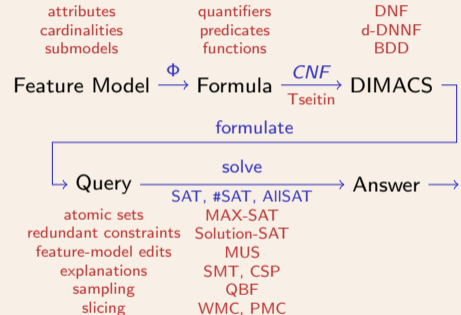 attributes quantifiers DNF
cardinalities predicates d-DNNF
submodels functions BDD
Feature Model Φ Formula CNF DIMACS
Tseitin
formulate
Query solve Answer
SAT, #SAT, AllSAT
atomic sets MAX-SAT
redundant constraints Solution-SAT
feature-model edits MUS
explanations SMT, CSP
sampling QBF
slicing WMC, PMC